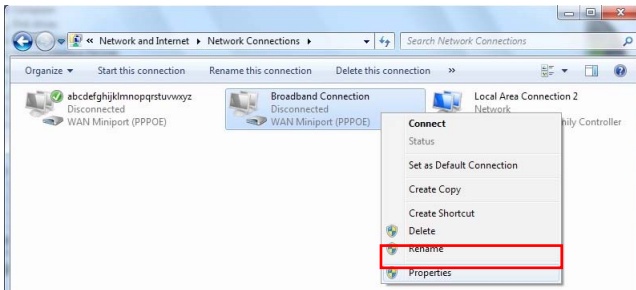 « Network and Internet ▸ Network Connections ▸
Search Network Connections
Organize ▾ Start this connection Rename this connection Delete this connection »
abcdefghijklmnopqrstuvwxyz
Disconnected
WAN Miniport (PPPOE)
Broadband Connection
Disconnected
WAN Miniport (PPPOE)
Local Area Connection 2
Network
Family Controller
Connect
Status
Set as Default Connection
Create Copy
Create Shortcut
Delete
Rename
Properties